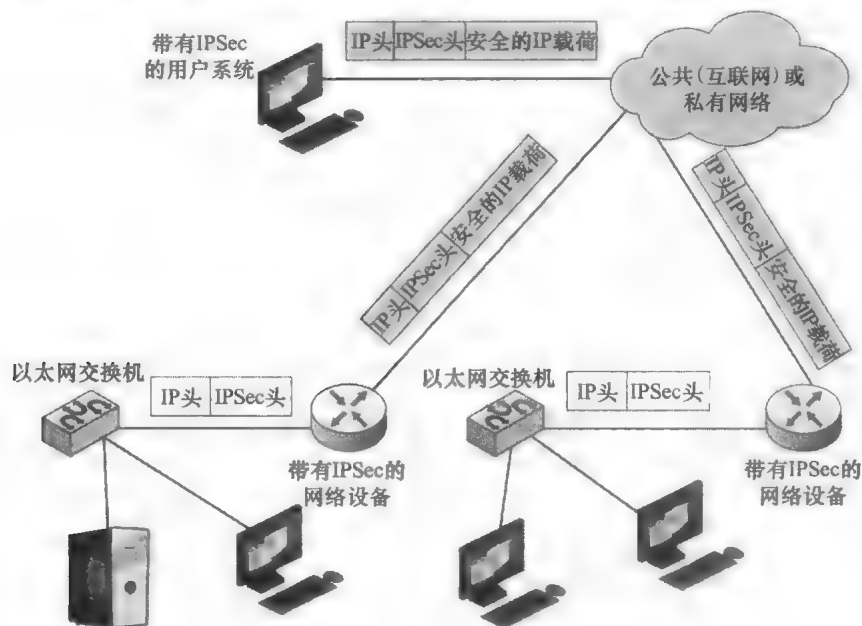 带有IPSec
的用户系统
IP头 IPSec头 安全的IP载荷
公共(互联网)或
私有网络
IP头 IPSec头 安全的IP载荷
IP头 IPSec头 安全的IP载荷
以太网交换机
IP头 IPSec头
带有IPSec的
网络设备
以太网交换机
IP头 IPSec头
带有IPSec的
网络设备